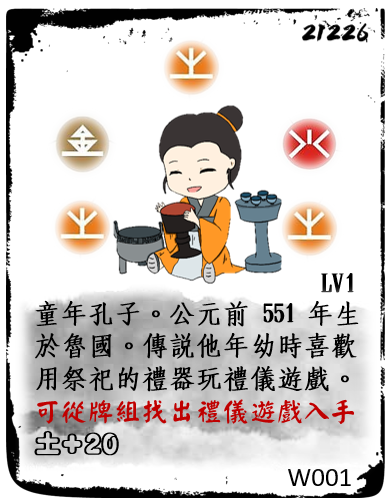 21226
土
金
火
土
土
LV1
童年孔子。公元前 551 年生
於魯國。傳説他年幼時喜歡
用祭祀的禮器玩禮儀遊戲。
可從牌組找出禮儀遊戲入手
土+20
W001